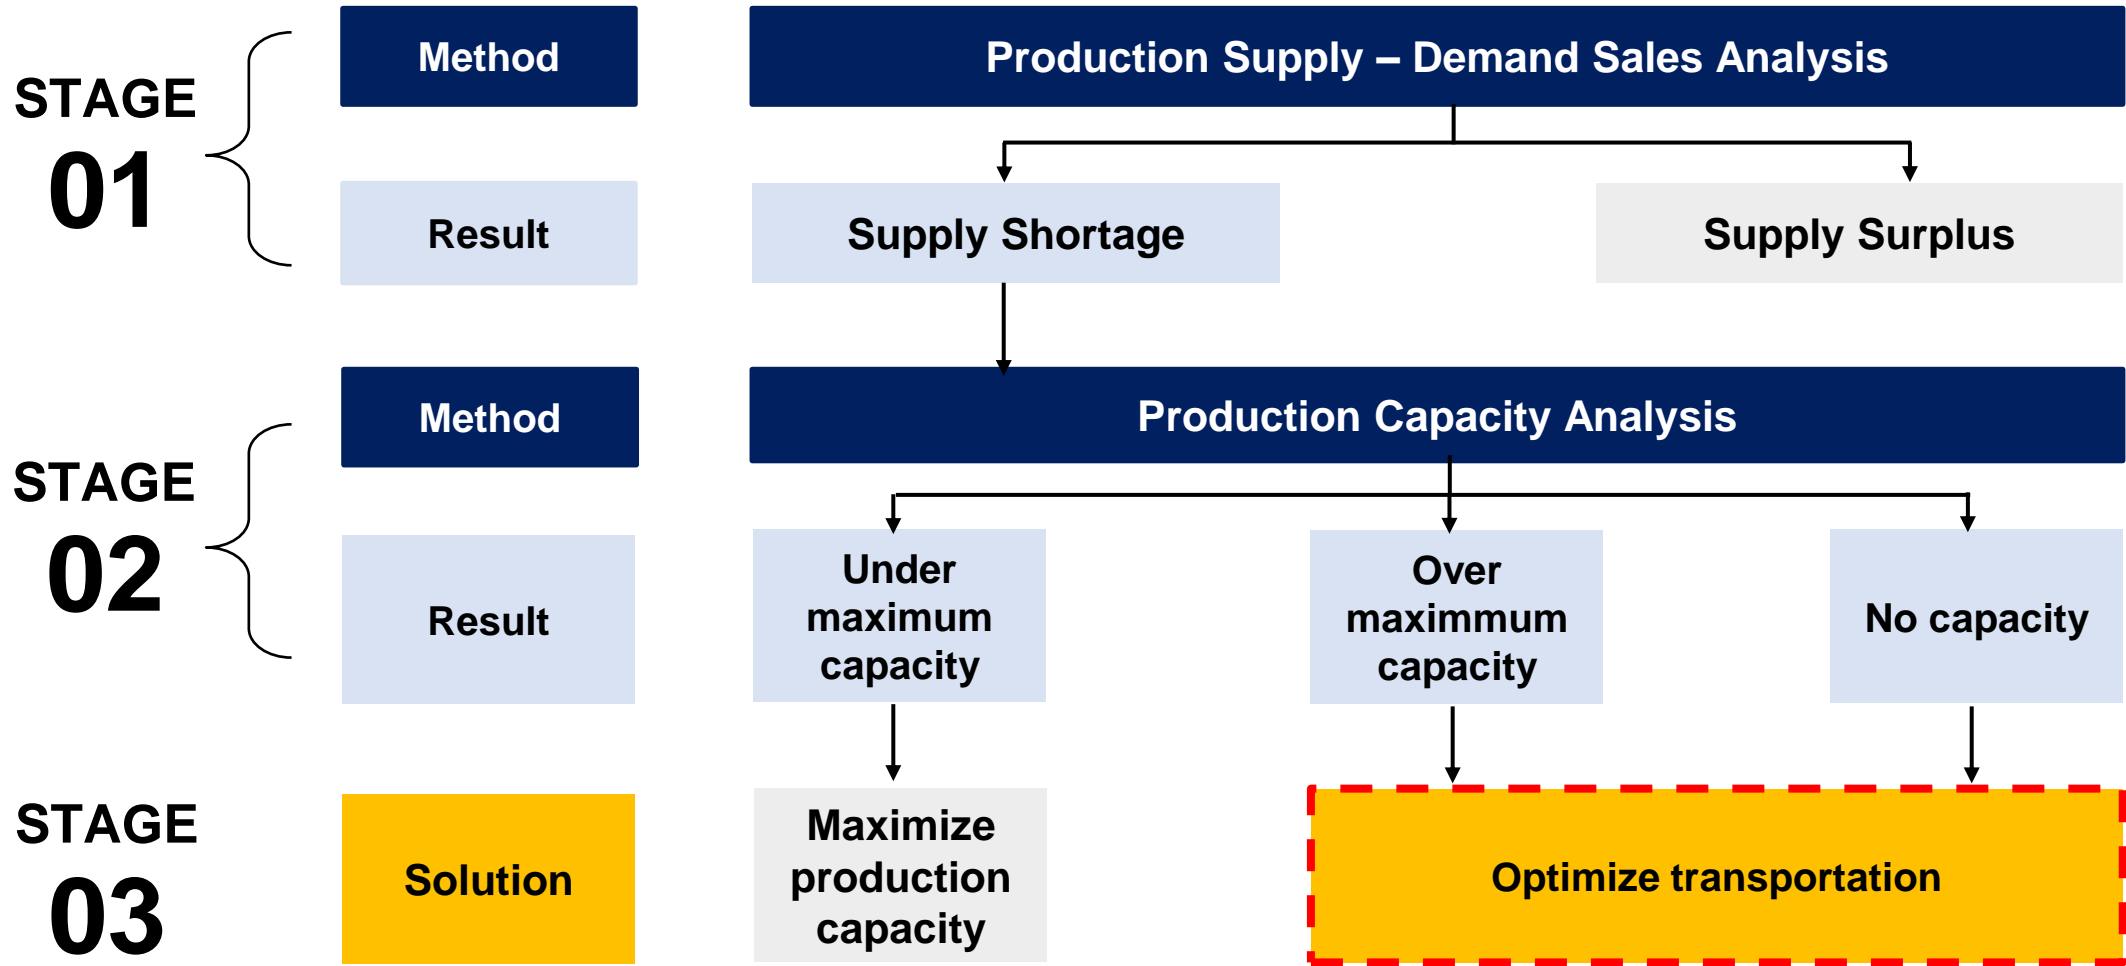 STAGE
01
Method
Production Supply – Demand Sales Analysis
Result
Supply Shortage
Supply Surplus
STAGE
02
Method
Production Capacity Analysis
Result
Under
maximum
capacity
Over
maximmum
capacity
No capacity
STAGE
03
Solution
Maximize
production
capacity
Optimize transportation